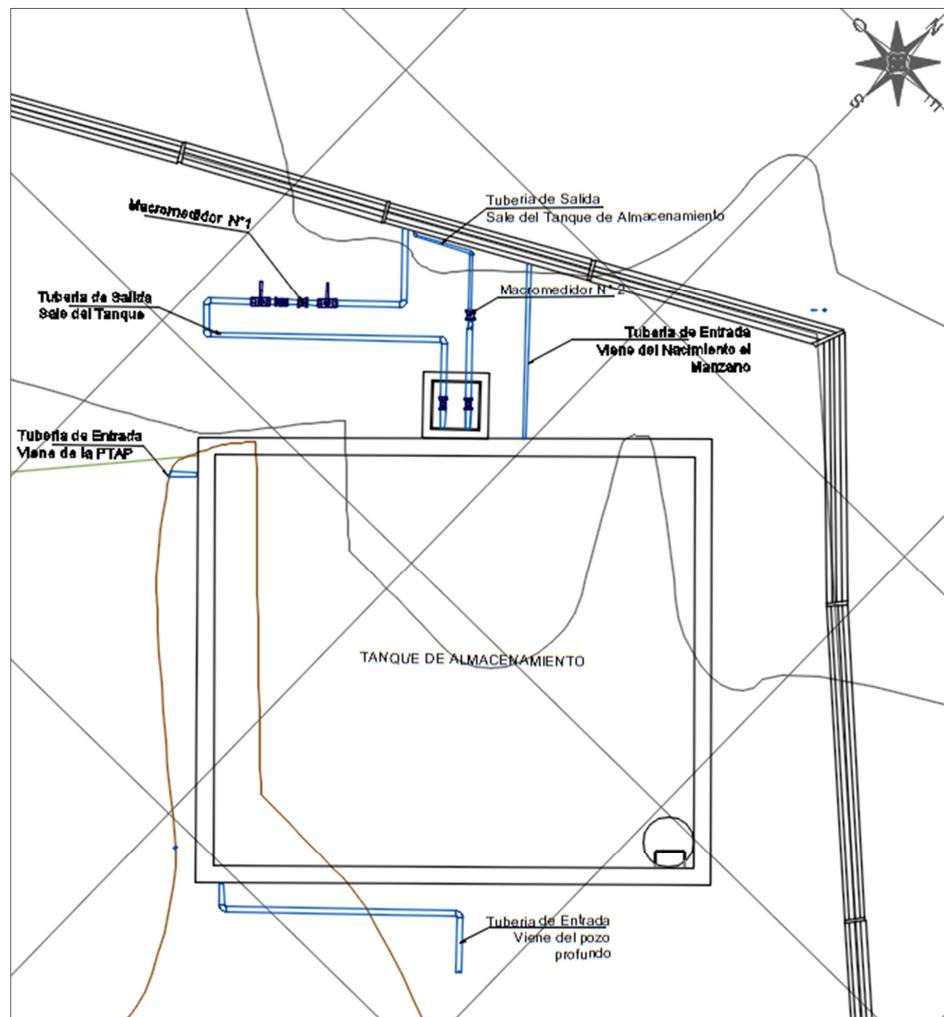 O
N
S
E
Tuberia de Salida
Sale del Tanque de Almacenamiento
Macromedidor N°1
Tuberia de Salida
Sale del Tanque
Macromedidor N° 2
Tuberia de Entrada
Viene del Nacimiento el
Manzano
Tuberia de Entrada
Viene de la PTAP
TANQUE DE ALMACENAMIENTO
Tuberia de Entrada
Viene del pozo
profundo